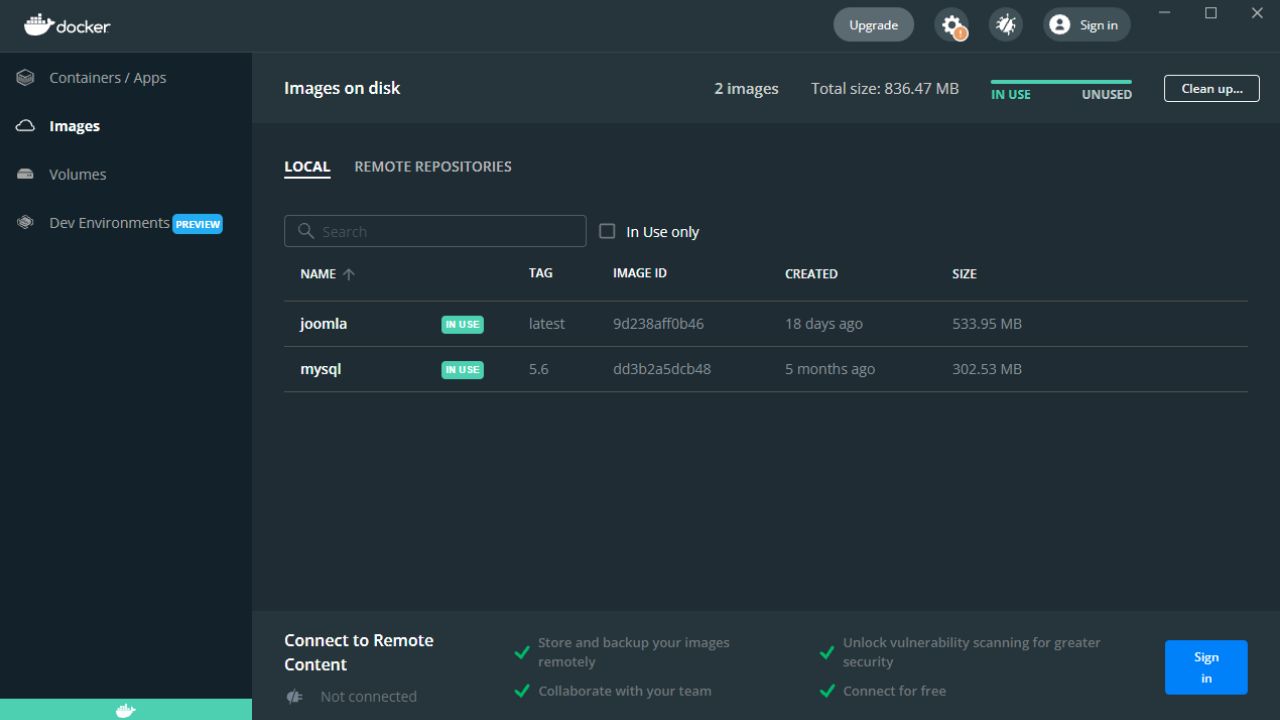 docker
Upgrade
Sign in
Containers / Apps
Images
Volumes
Dev Environments PREVIEW
Images on disk
2 images
Total size: 836.47 MB
IN USE
UNUSED
Clean up...
LOCAL
REMOTE REPOSITORIES
Search
In Use only
NAME TAG IMAGE ID CREATED SIZE
joomla IN USE latest 9d238aff0b46 18 days ago 533.95 MB
mysql IN USE 5.6 dd3b2a5dcb48 5 months ago 302.53 MB
Connect to Remote
Content
Not connected
Store and backup your images
remotely
Collaborate with your team
Unlock vulnerability scanning for greater
security
Connect for free
Sign
in